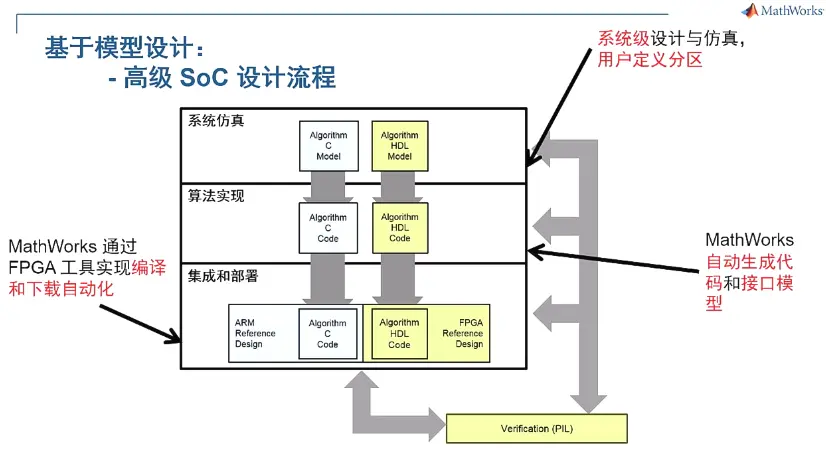 MathWorks
基于模型设计:
- 高级 SoC 设计流程
系统级设计与仿真,
用户定义分区
系统仿真
Algorithm
C
Model
Algorithm
HDL
Model
算法实现
Algorithm
C
Code
Algorithm
HDL
Code
MathWorks 通过
FPGA 工具实现编译
和下载自动化
MathWorks
自动生成代
码和接口模
型
集成和部署
ARM
Reference
Design
Algorithm
C
Code
Algorithm
HDL
Code
FPGA
Reference
Design
Verification (PIL)